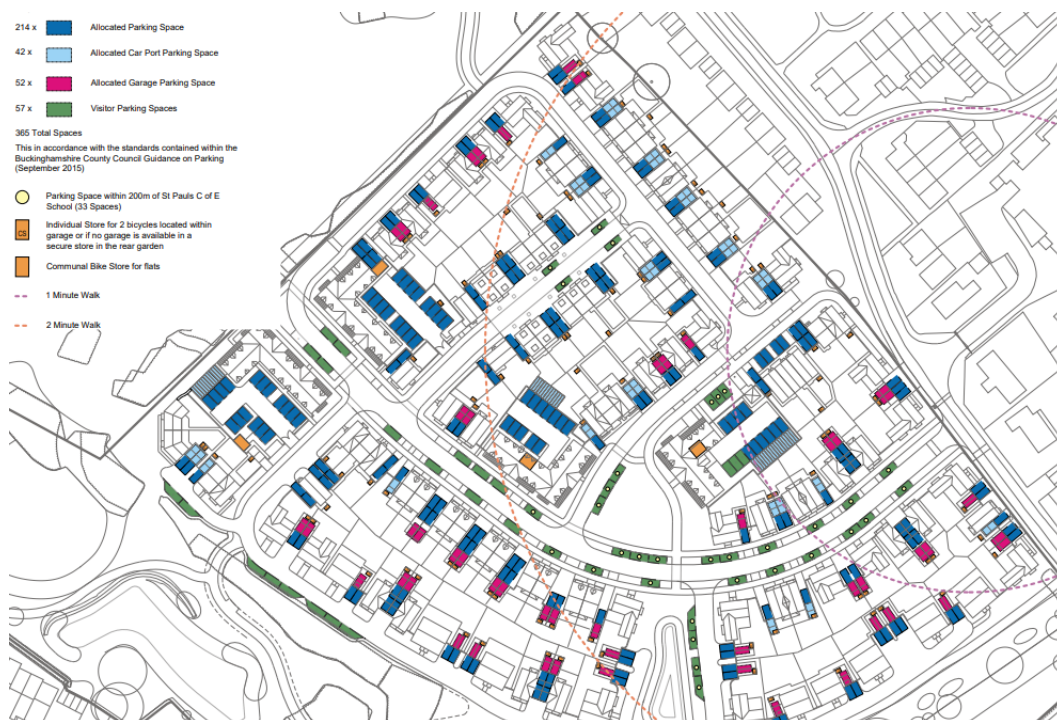 214 x Allocated Parking Space
42 x Allocated Car Port Parking Space
52 x Allocated Garage Parking Space
57 x Visitor Parking Spaces
365 Total Spaces
This in accordance with the standards contained within the
Buckinghamshire County Council Guidance on Parking
(September 2015)
Parking Space within 200m of St Pauls C of E
School (33 Spaces)
CS Individual Store for 2 bicycles located within
garage or if no garage is available in a
secure store in the rear garden
Communal Bike Store for flats
1 Minute Walk
2 Minute Walk